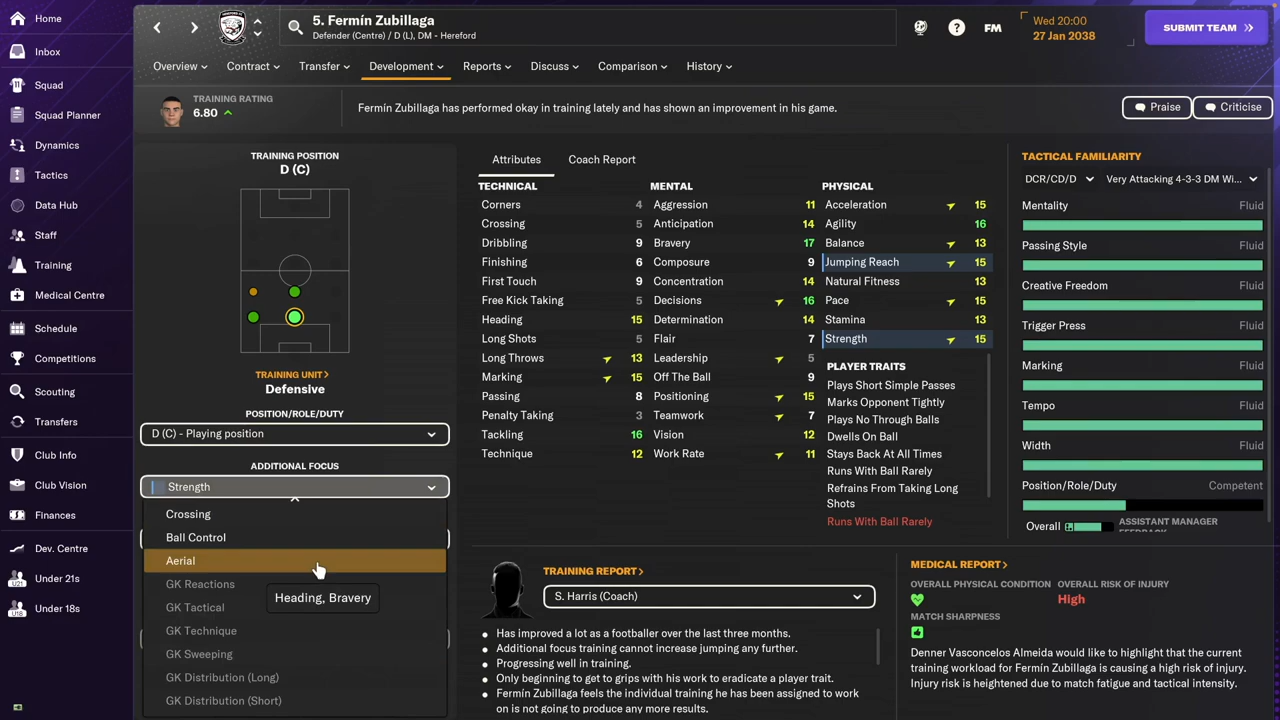 Home
Inbox
Squad
Squad Planner
Dynamics
Tactics
Data Hub
Staff
Training
Medical Centre
Schedule
Competitions
Scouting
Transfers
Club Info
Club Vision
Finances
Dev. Centre
U21
Under 21s
U18
Under 18s
5. Fermín Zubillaga
Defender (Centre) / D (L), DM - Hereford
FM
Wed 20:00
27 Jan 2038
SUBMIT TEAM
Overview
Contract
Transfer
Development
Reports
Discuss
Comparison
History
TRAINING RATING
6.80
Fermín Zubillaga has performed okay in training lately and has shown an improvement in his game.
Praise
Criticise
TRAINING POSITION
D (C)
TRAINING UNIT>
Defensive
POSITION/ROLE/DUTY
D (C) - Playing position
ADDITIONAL FOCUS
Strength
Crossing
Ball Control
Aerial
GK Reactions
Heading, Bravery
GK Tactical
GK Technique
GK Sweeping
GK Distribution (Long)
GK Distribution (Short)
Attributes
Coach Report
TECHNICAL
Corners 4
Crossing 5
Dribbling 9
Finishing 6
First Touch 9
Free Kick Taking 5
Heading 15
Long Shots 5
Long Throws 13
Marking 15
Passing 8
Penalty Taking 3
Tackling 16
Technique 12
MENTAL
Aggression 11
Anticipation 14
Bravery 17
Composure 9
Concentration 14
Decisions 16
Determination 14
Flair 7
Leadership 5
Off The Ball 9
Positioning 15
Teamwork 7
Vision 12
Work Rate 11
PHYSICAL
Acceleration 15
Agility 16
Balance 13
Jumping Reach 15
Natural Fitness 13
Pace 15
Stamina 13
Strength 15
PLAYER TRAITS
Plays Short Simple Passes
Marks Opponent Tightly
Plays No Through Balls
Dwells On Ball
Stays Back At All Times
Runs With Ball Rarely
Refrains From Taking Long
Shots
Runs With Ball Rarely
TACTICAL FAMILIARITY
DCR/CD/D
Very Attacking 4-3-3 DM Wi...
Mentality Fluid
Passing Style Fluid
Creative Freedom Fluid
Trigger Press Fluid
Marking Fluid
Tempo Fluid
Width Fluid
Position/Role/Duty Competent
Overall
ASSISTANT MANAGER
FEEDBACK
TRAINING REPORT>
S. Harris (Coach)
Has improved a lot as a footballer over the last three months.
Additional focus training cannot increase jumping any further.
Progressing well in training.
Only beginning to get to grips with his work to eradicate a player trait.
Fermín Zubillaga feels the individual training he has been assigned to work
on is not going to produce any more results.
MEDICAL REPORT>
OVERALL PHYSICAL CONDITION
OVERALL RISK OF INJURY
High
MATCH SHARPNESS
Denner Vasconcelos Almeida would like to highlight that the current
training workload for Fermín Zubillaga is causing a high risk of injury.
Injury risk is heightened due to match fatigue and tactical intensity.